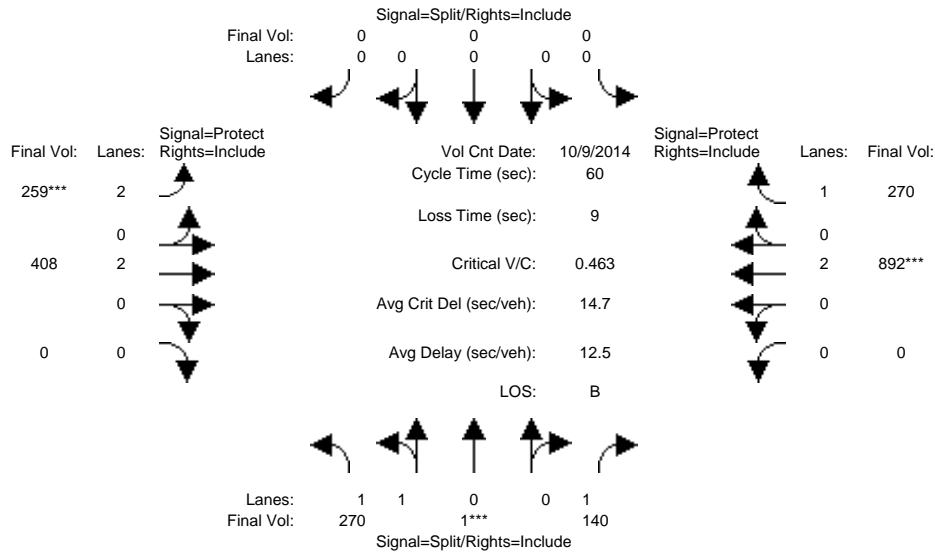 Signal=Split/Rights=Include
Final Vol: 0 0 0
Lanes: 0 0 0 0 0
Signal=Protect Signal=Protect
Final Vol: Lanes: Rights=Include Vol Cnt Date: 10/9/2014 Rights=Include Lanes: Final Vol:
Cycle Time (sec): 60
259*** 2 1 270
Loss Time (sec): 9
0 0
408 2 Critical V/C: 0.463 2 892***
0 Avg Crit Del (sec/veh): 14.7 0
0 0 Avg Delay (sec/veh): 12.5 0 0
LOS: B
Lanes: 1 1 0 0 1
Final Vol: 270 1*** 140
Signal=Split/Rights=Include